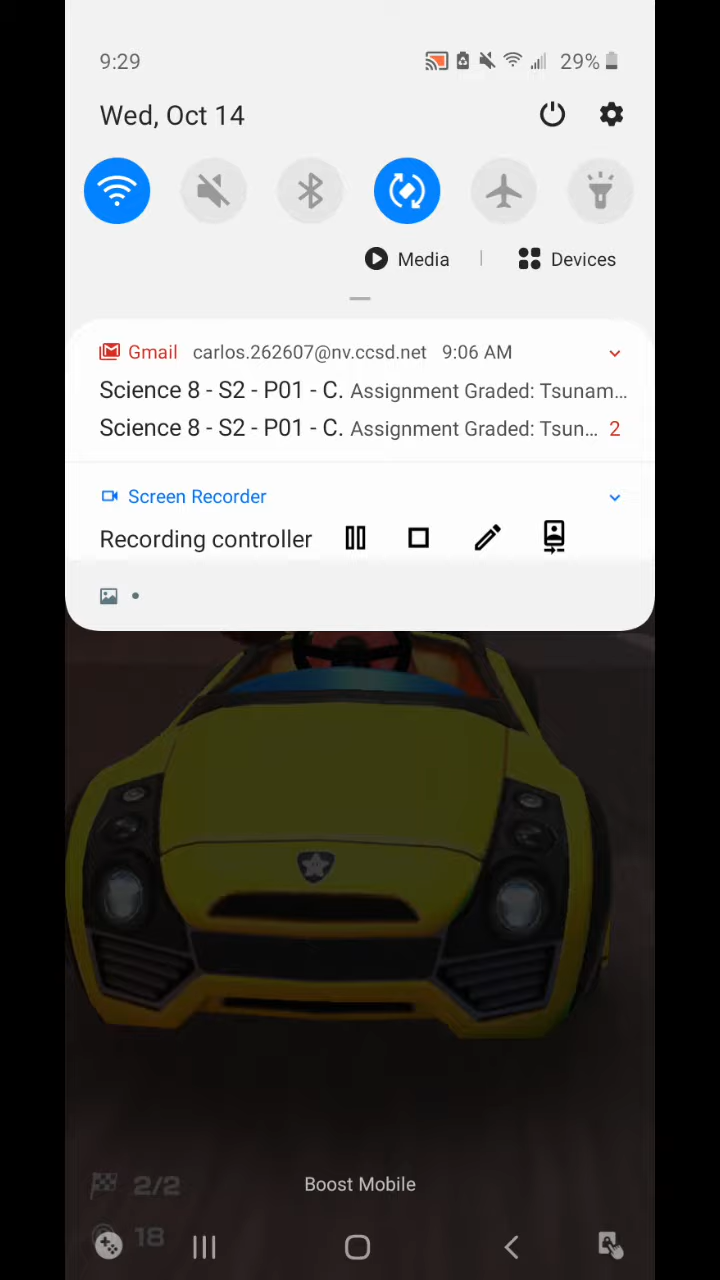 9:29
29%
Wed, Oct 14
Media
Devices
Gmail carlos.262607@nv.ccsd.net 9:06 AM
Science 8 - S2 - P01 - C. Assignment Graded: Tsunam...
Science 8 - S2 - P01 - C. Assignment Graded: Tsun... 2
Screen Recorder
Recording controller
2/2
Boost Mobile
18